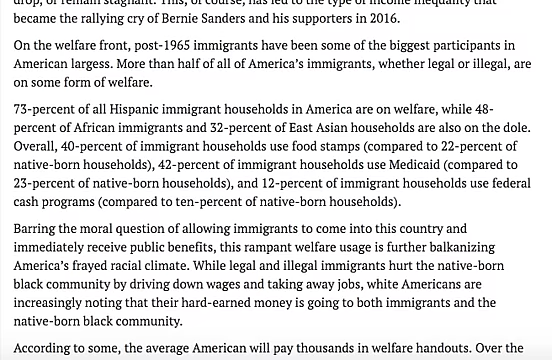 drop, or remain stagnant. This, of course, has led to the type of income inequality that
became the rallying cry of Bernie Sanders and his supporters in 2016.
On the welfare front, post-1965 immigrants have been some of the biggest participants in
American largess. More than half of all of America's immigrants, whether legal or illegal, are
on some form of welfare.
73-percent of all Hispanic immigrant households in America are on welfare, while 48-
percent of African immigrants and 32-percent of East Asian households are also on the dole.
Overall, 40-percent of immigrant households use food stamps (compared to 22-percent of
native-born households), 42-percent of immigrant households use Medicaid (compared to
23-percent of native-born households), and 12-percent of immigrant households use federal
cash programs (compared to ten-percent of native-born households).
Barring the moral question of allowing immigrants to come into this country and
immediately receive public benefits, this rampant welfare usage is further balkanizing
America's frayed racial climate. While legal and illegal immigrants hurt the native-born
black community by driving down wages and taking away jobs, white Americans are
increasingly noting that their hard-earned money is going to both immigrants and the
native-born black community.
According to some, the average American will pay thousands in welfare handouts. Over the